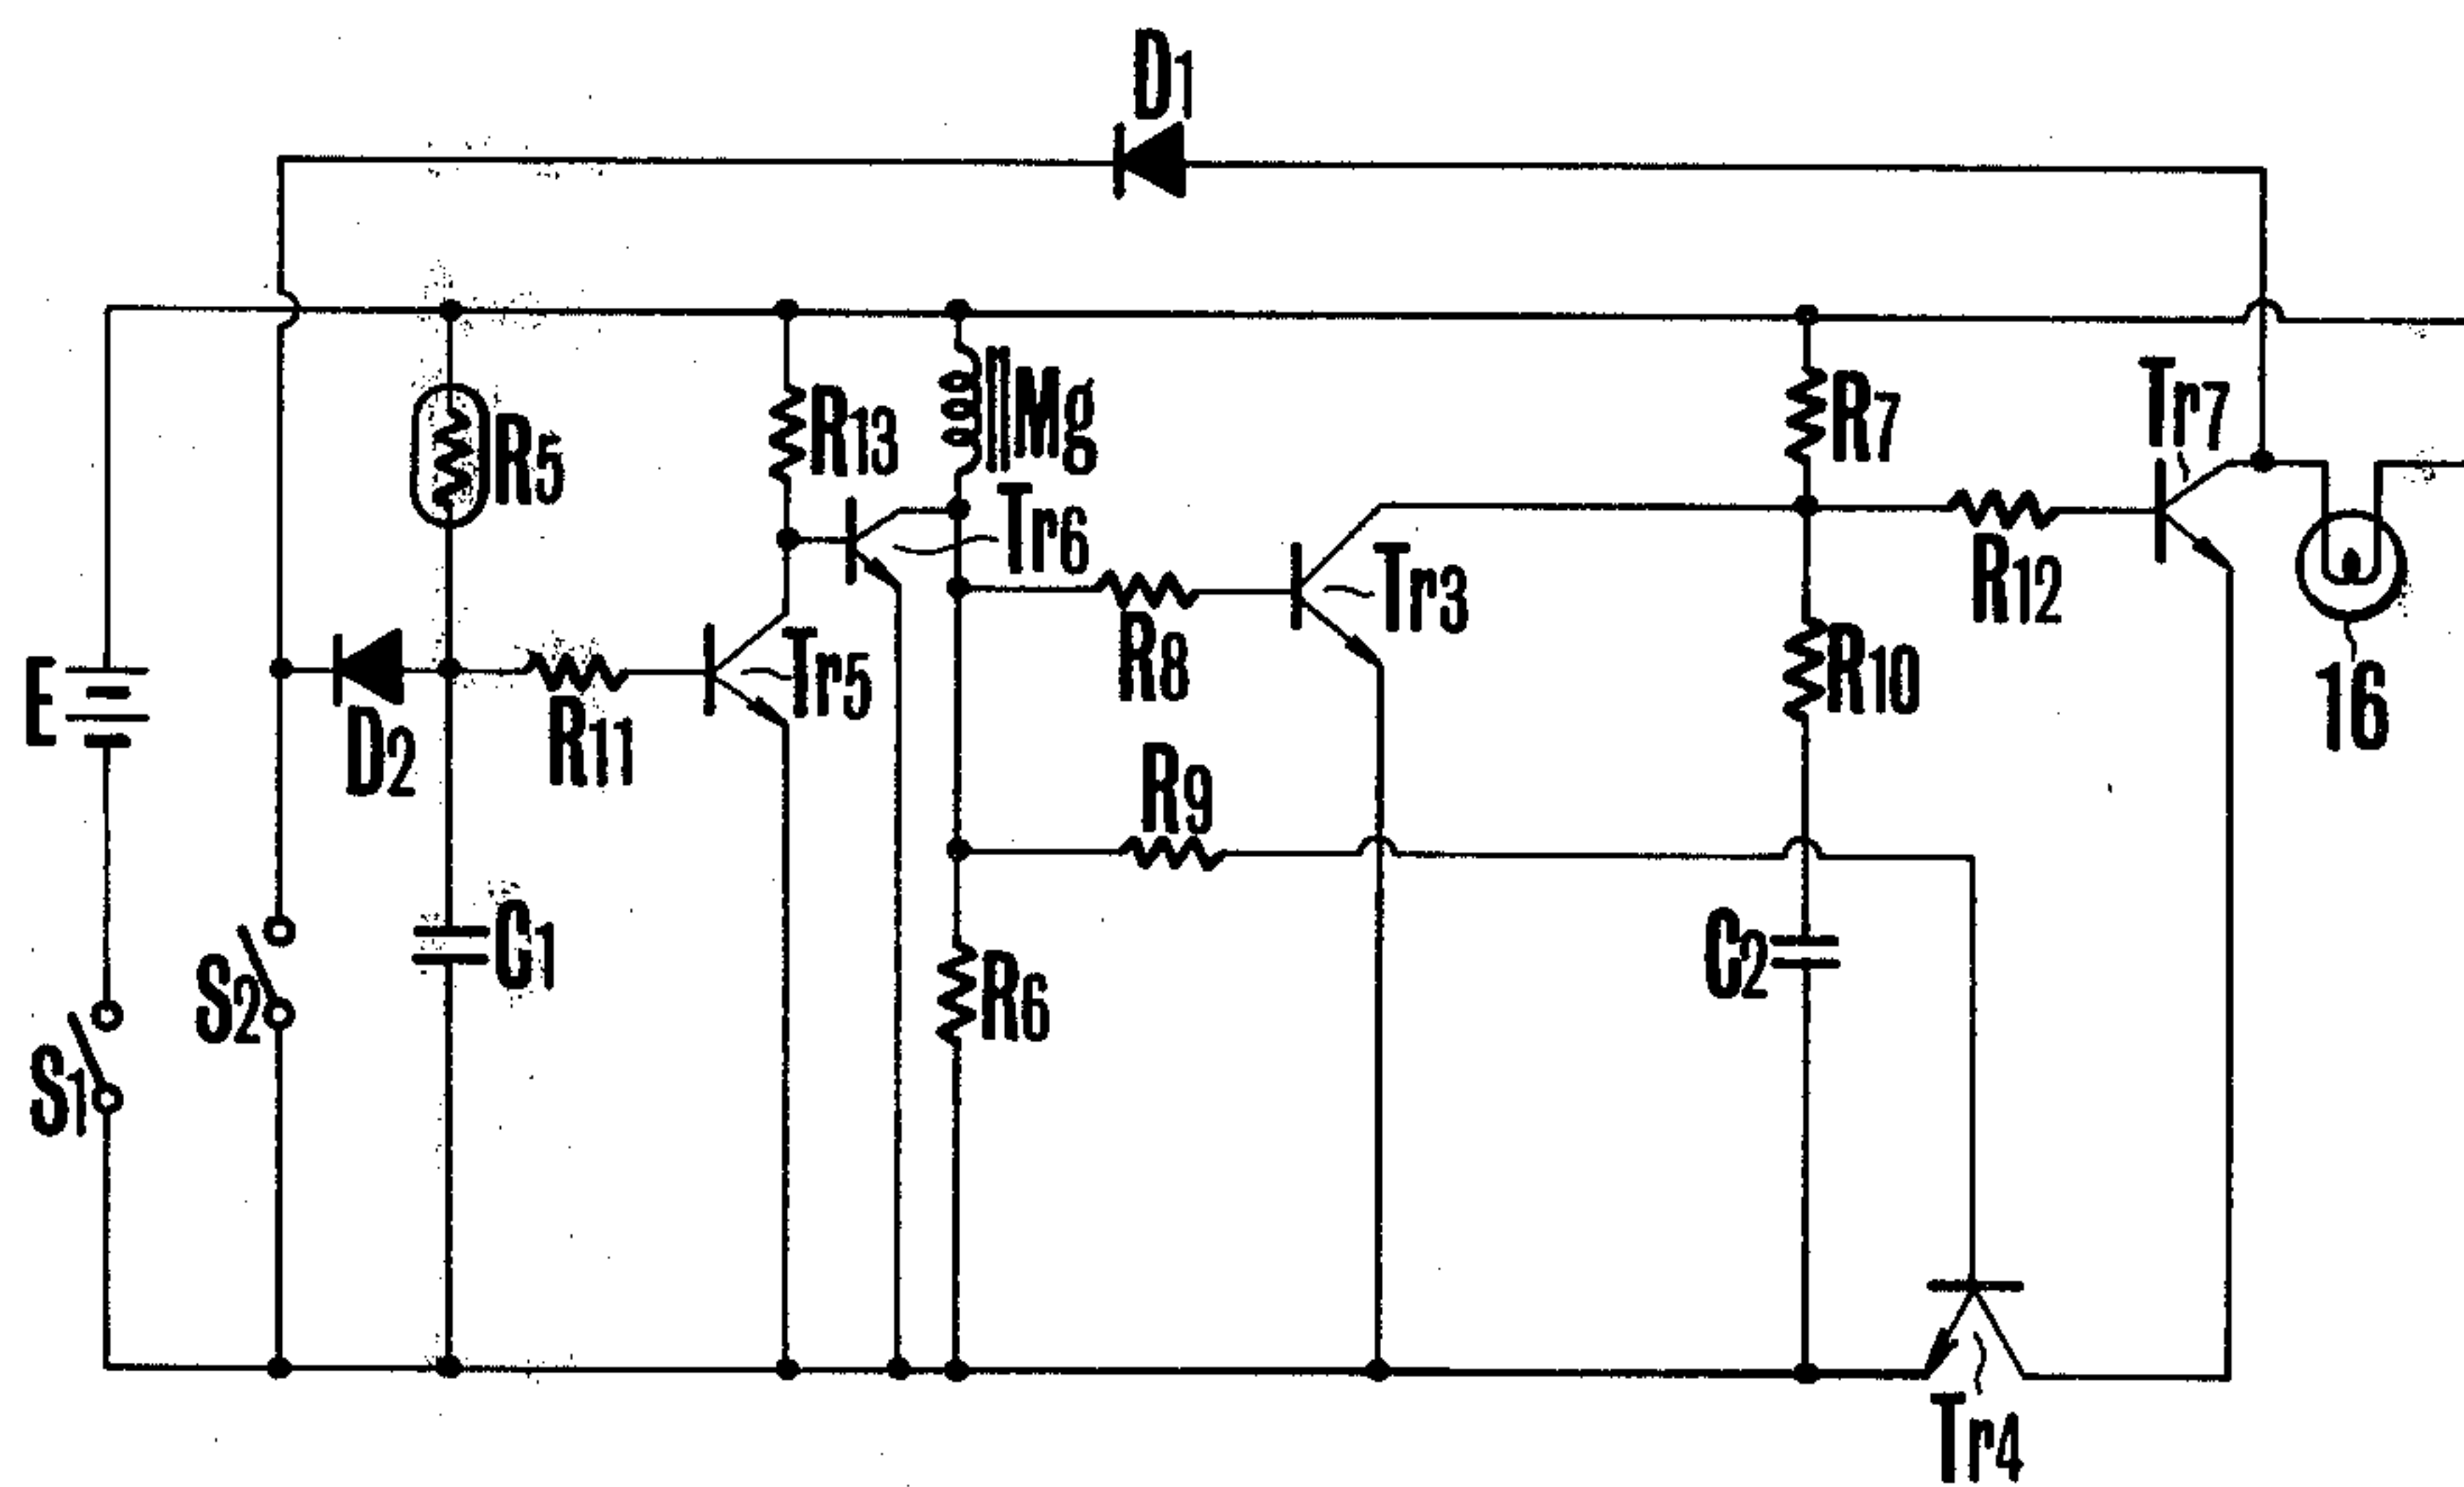 D1
R5
R13
Mg
R7
Tr7
Tr6
Tr3
R12
E
D2
R11
Tr5
R8
R10
16
R9
S2
C1
R6
C2
S1
Tr4